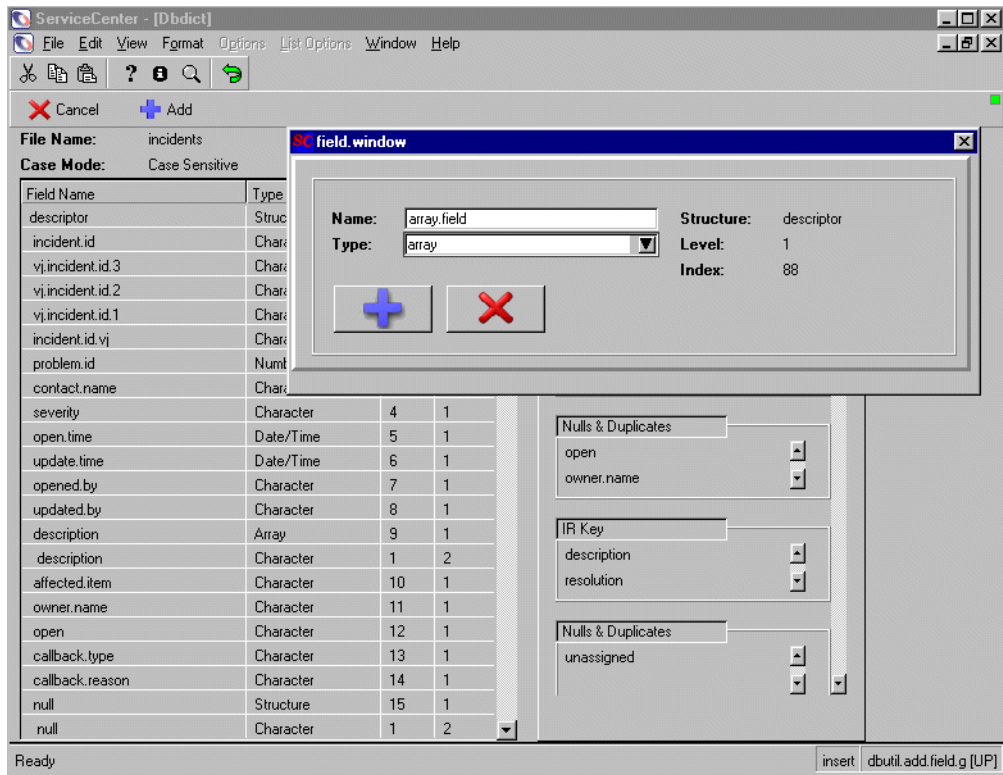 ServiceCenter - [Dbdict]
File Edit View Format Options List Options Window Help
Cancel Add
File Name: incidents
Case Mode: Case Sensitive
SC field.window
Name: array.field Structure: descriptor
Type: array Level: 1
Index: 88
Field Name Type
descriptor Struc
incident.id Chara
vj.incident.id.3 Chara
vj.incident.id.2 Chara
vj.incident.id.1 Chara
incident.id.vj Chara
problem.id Numb
contact.name Chara
severity Character 4 1
open.time Date/Time 5 1
update.time Date/Time 6 1
opened.by Character 7 1
updated.by Character 8 1
description Array 9 1
description Character 1 2
affected.item Character 10 1
owner.name Character 11 1
open Character 12 1
callback.type Character 13 1
callback.reason Character 14 1
null Structure 15 1
null Character 1 2
Nulls & Duplicates
open
owner.name
IR Key
description
resolution
Nulls & Duplicates
unassigned
Ready insert dbutil.add.field.g [UP]